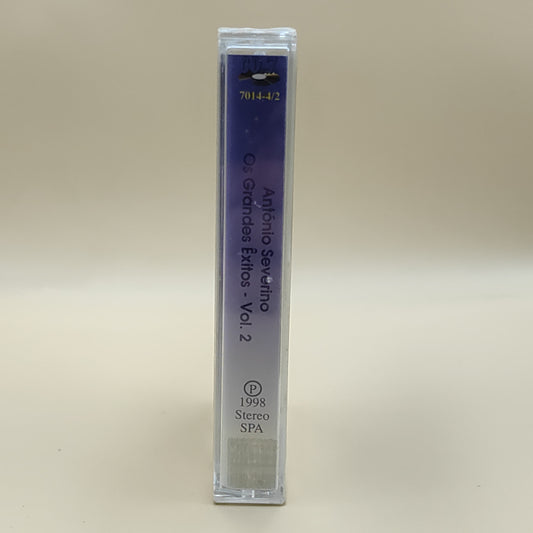 7014-4/2
António Severino
Os Grandes Êxitos - Vol. 2
Ⓟ
1998
Stereo
SPA